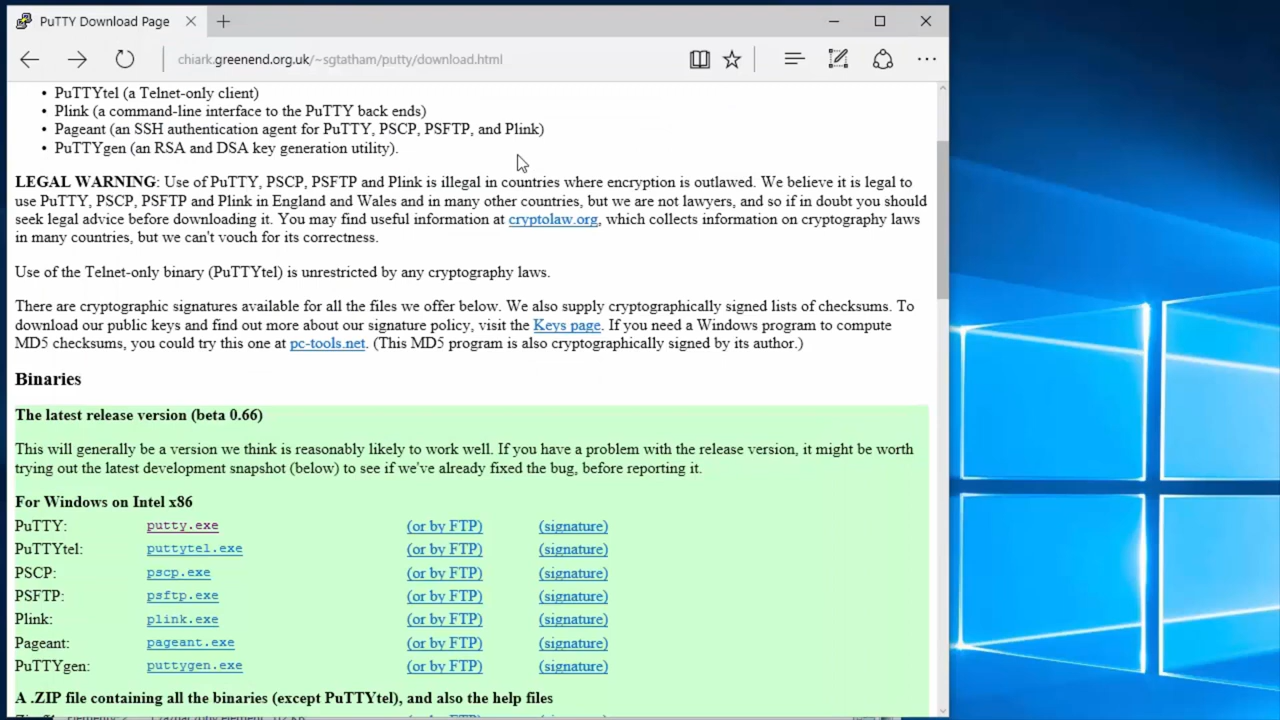 PuTTY Download Page
chiark.greenend.org.uk/~sgtatham/putty/download.html
• PuTTYtel (a Telnet-only client)
• Plink (a command-line interface to the PuTTY back ends)
• Pageant (an SSH authentication agent for PuTTY, PSCP, PSFTP, and Plink)
• PuTTYgen (an RSA and DSA key generation utility).
LEGAL WARNING: Use of PuTTY, PSCP, PSFTP and Plink is illegal in countries where encryption is outlawed. We believe it is legal to
use PuTTY, PSCP, PSFTP and Plink in England and Wales and in many other countries, but we are not lawyers, and so if in doubt you should
seek legal advice before downloading it. You may find useful information at cryptolaw.org, which collects information on cryptography laws
in many countries, but we can't vouch for its correctness.
Use of the Telnet-only binary (PuTTYtel) is unrestricted by any cryptography laws.
There are cryptographic signatures available for all the files we offer below. We also supply cryptographically signed lists of checksums. To
download our public keys and find out more about our signature policy, visit the Keys page. If you need a Windows program to compute
MD5 checksums, you could try this one at pc-tools.net. (This MD5 program is also cryptographically signed by its author.)
Binaries
The latest release version (beta 0.66)
This will generally be a version we think is reasonably likely to work well. If you have a problem with the release version, it might be worth
trying out the latest development snapshot (below) to see if we've already fixed the bug, before reporting it.
For Windows on Intel x86
PuTTY: putty.exe (or by FTP) (signature)
PuTTYtel: puttytel.exe (or by FTP) (signature)
PSCP: pscp.exe (or by FTP) (signature)
PSFTP: psftp.exe (or by FTP) (signature)
Plink: plink.exe (or by FTP) (signature)
Pageant: pageant.exe (or by FTP) (signature)
PuTTYgen: puttygen.exe (or by FTP) (signature)
A .ZIP file containing all the binaries (except PuTTYtel), and also the help files